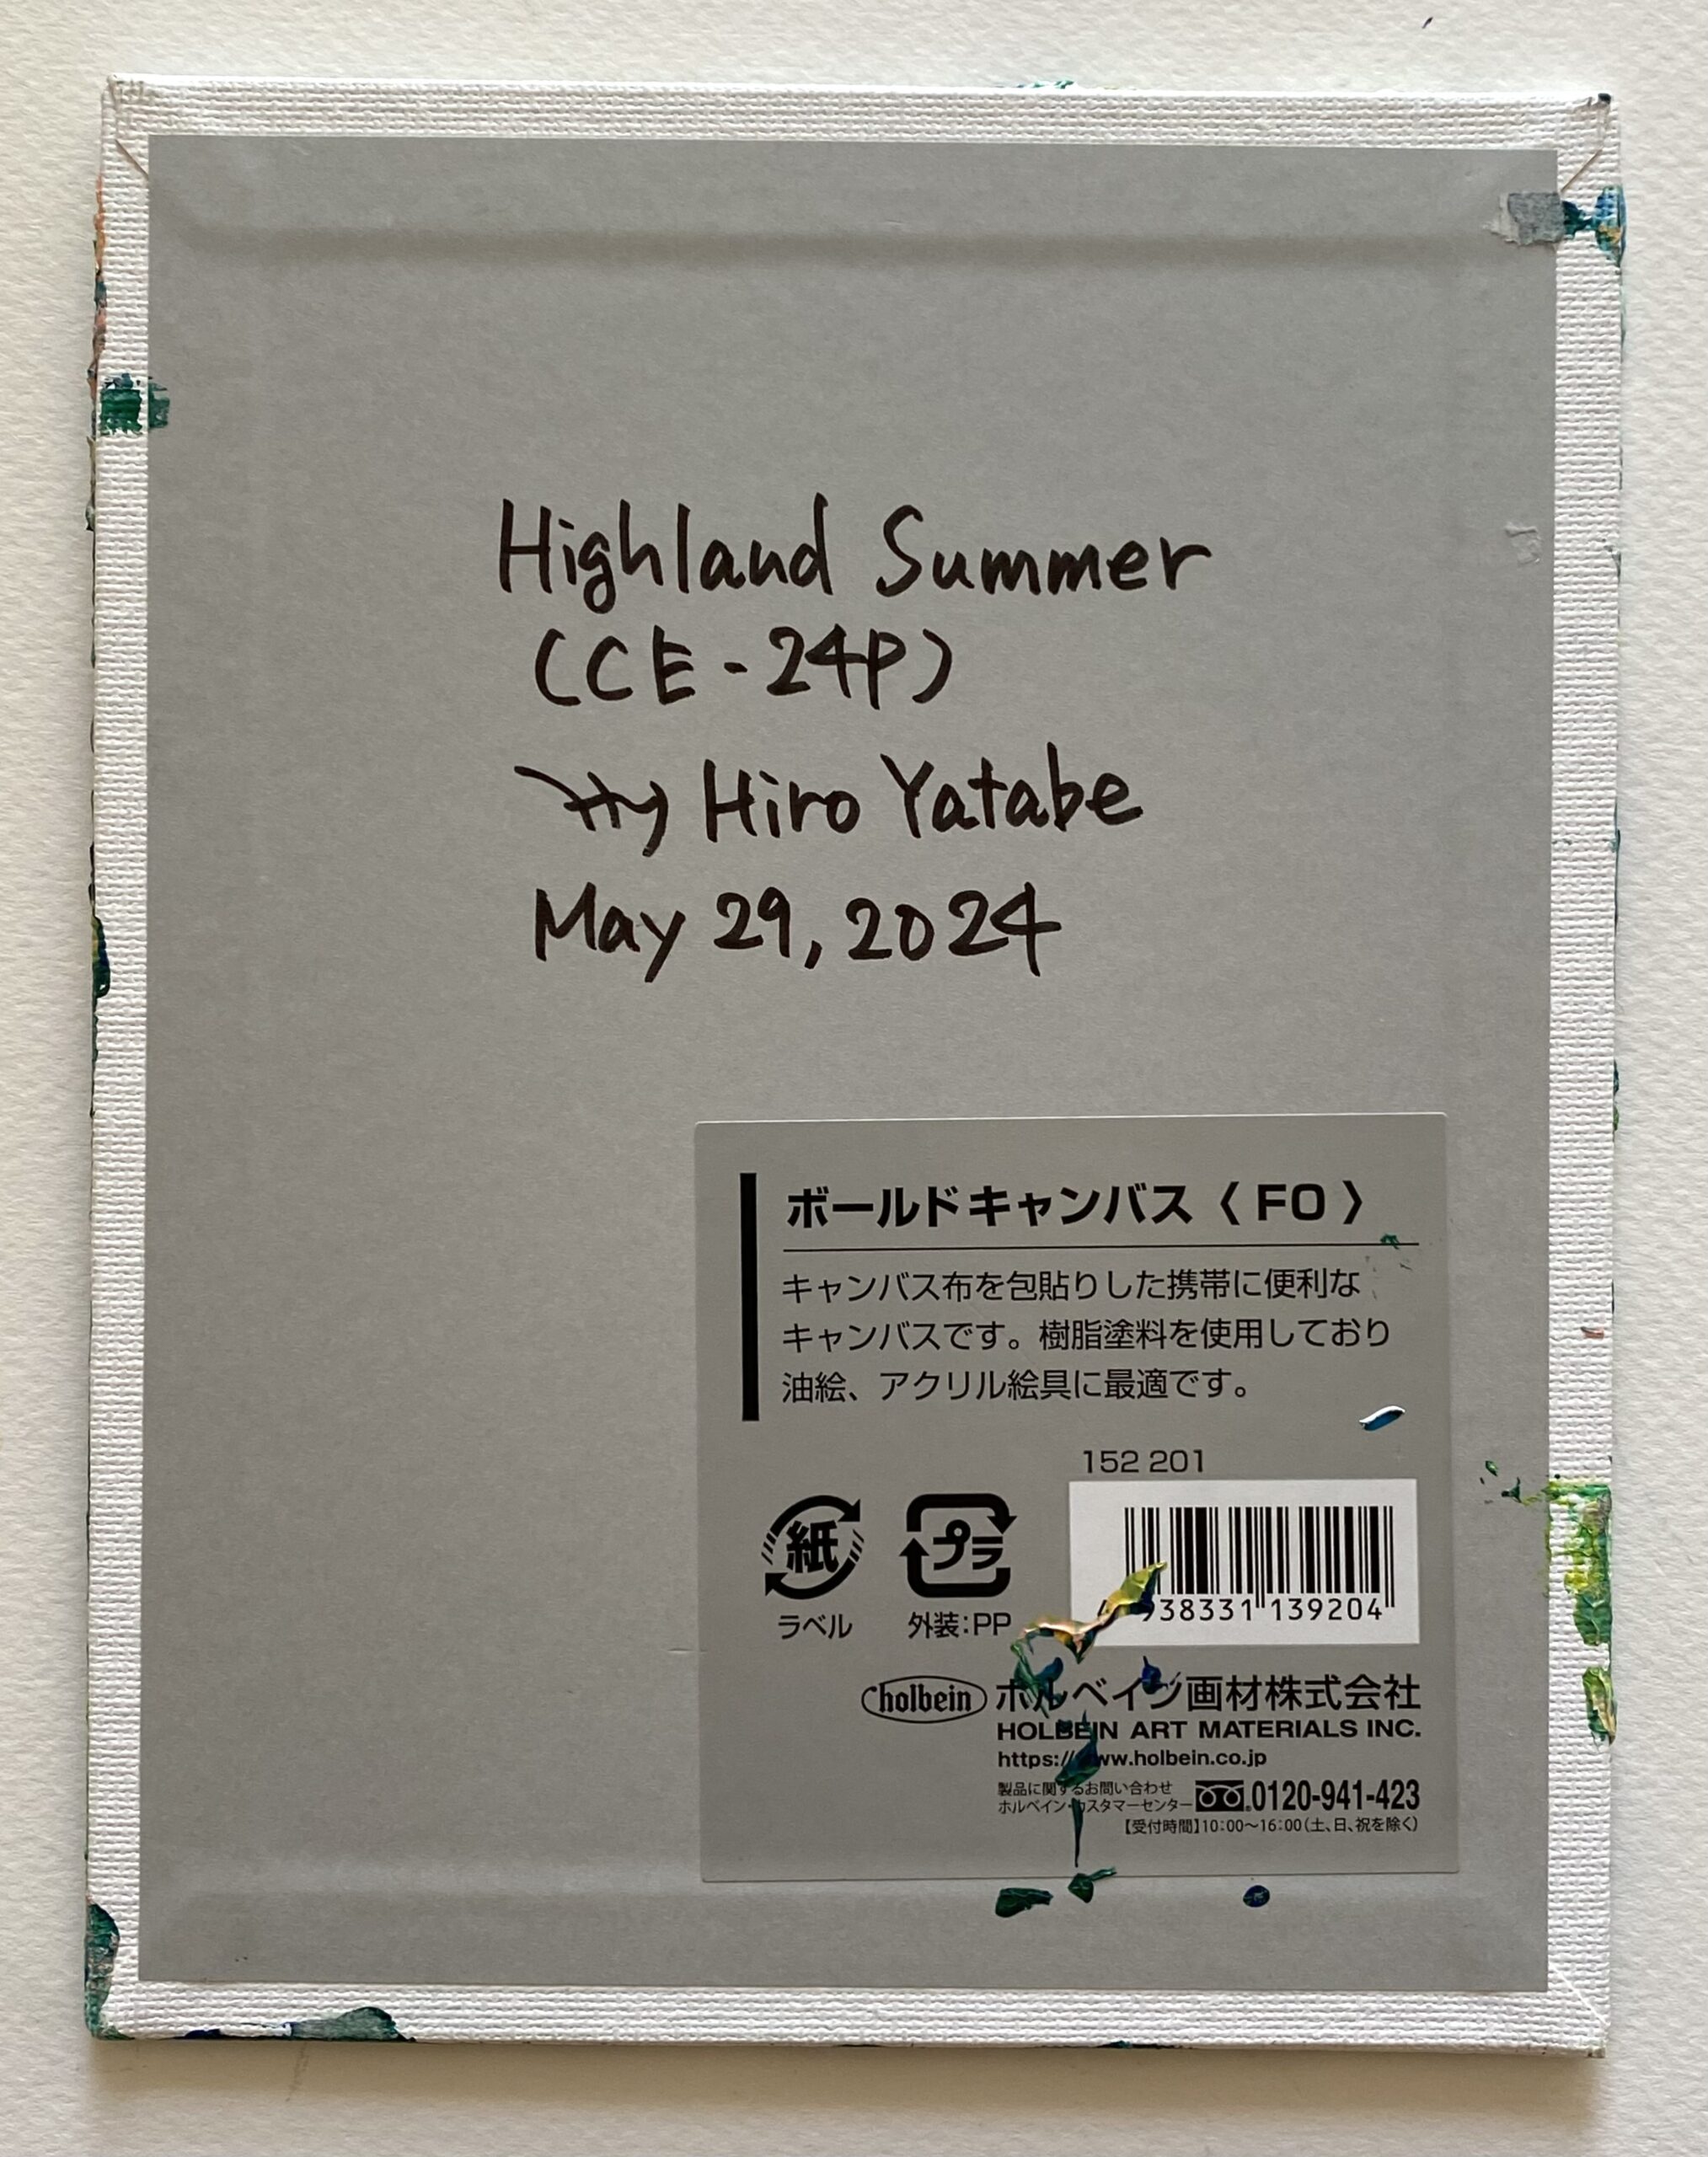 Highland Summer
(CE-24P)
Hiro Yatabe
May 29, 2024
ボールドキャンバス〈F0〉
キャンバス布を包貼りした携帯に便利な
キャンバスです。樹脂塗料を使用しており
油絵、アクリル絵具に最適です。
152 201
紙
プラ
ラベル
外装:PP
938331 139204
holbein ホルベイン画材株式会社
HOLBEIN ART MATERIALS INC.
https://www.holbein.co.jp
製品に関するお問い合わせ
ホルベイン・カスタマーセンター 0120-941-423
【受付時間】10:00〜16:00(土、日、祝を除く)